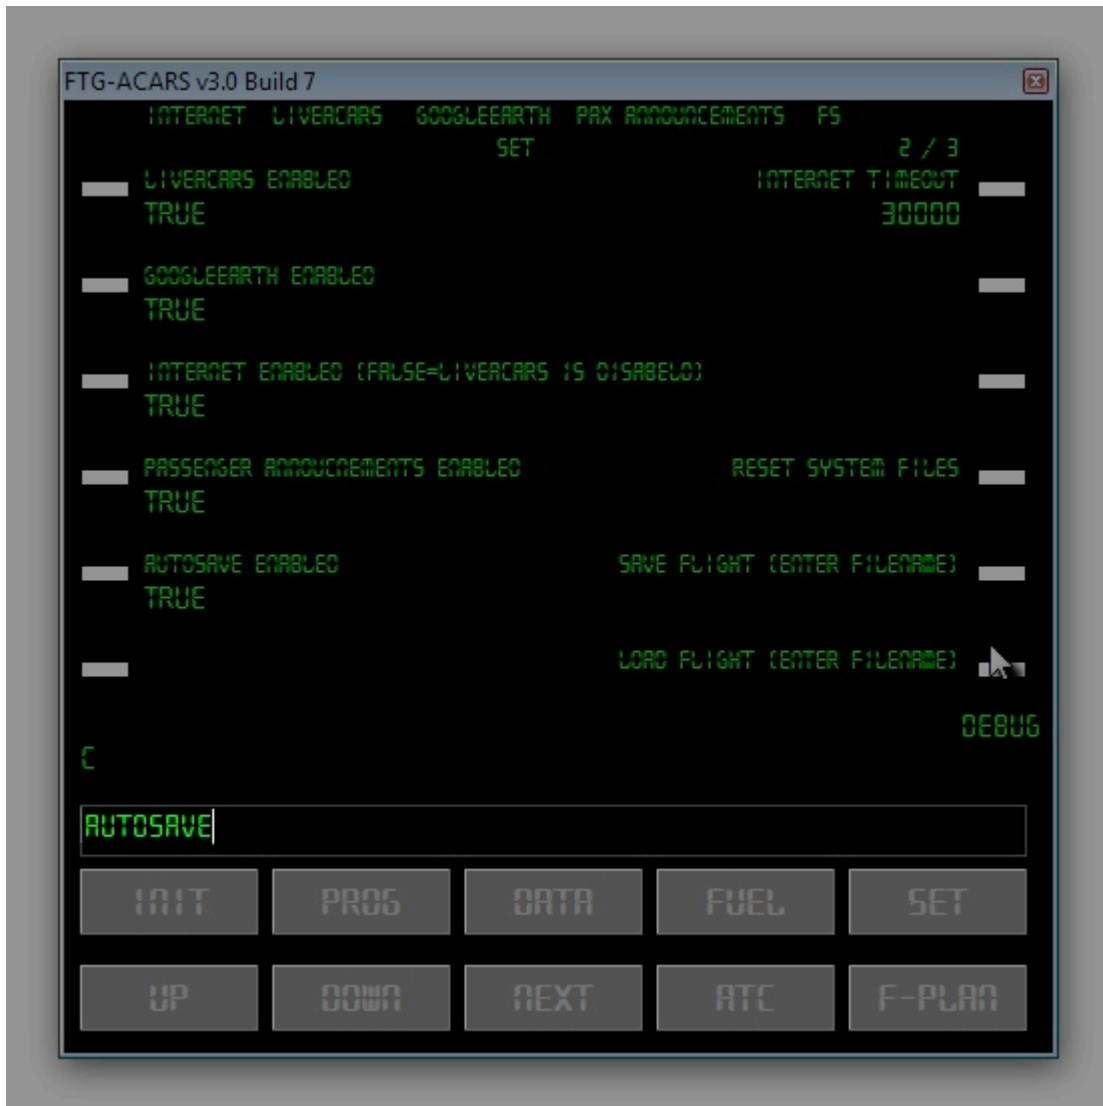 FTG-ACARS v3.0 Build 7
INTERNET LIVEACARS GOOGLEEARTH PAX ANNOUNCEMENTS FS
SET 2 / 3
LIVEACARS ENABLED INTERNET TIMEOUT
TRUE 30000
GOOGLEEARTH ENABLED
TRUE
INTERNET ENABLED (FALSE=LIVEACARS IS DISABELD)
TRUE
PASSENGER ANNOUCNEMENTS ENABLED RESET SYSTEM FILES
TRUE
AUTOSAVE ENABLED SAVE FLIGHT (ENTER FILENAME)
TRUE
LOAD FLIGHT (ENTER FILENAME)
DEBUG
C
AUTOSAVE
INIT PROG DATA FUEL SET
UP DOWN NEXT ATC F-PLAN